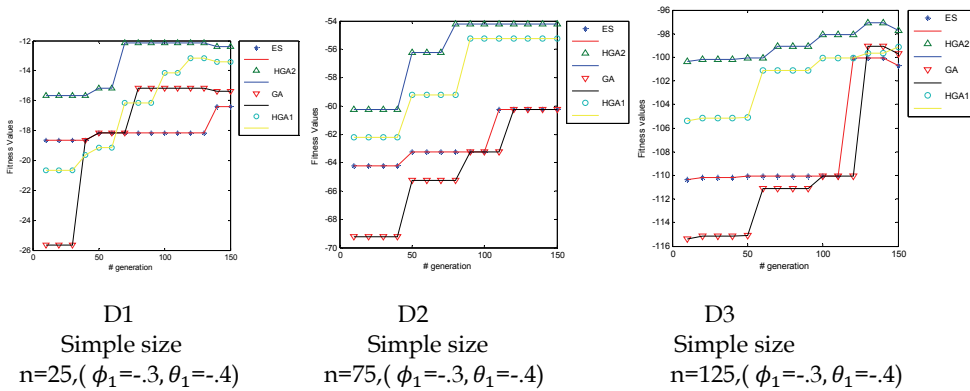 -12
-14
-16
-18
-20
-22
-24
-26
Fitness Values
0 50 100 150
# generation
ES
HGA2
GA
HGA1
-54
-56
-58
-60
-62
-64
-66
-68
-70
Fitness Values
0 50 100 150
# generation
ES
HGA2
GA
HGA1
-96
-98
-100
-102
-104
-106
-108
-110
-112
-114
-116
Fitness Values
0 50 100 150
# generation
ES
HGA2
GA
HGA1
D1
Simple size
n=25,( ϕ₁=-.3, θ₁=-.4)
D2
Simple size
n=75,( ϕ₁=-.3, θ₁=-.4)
D3
Simple size
n=125,( ϕ₁=-.3, θ₁=-.4)